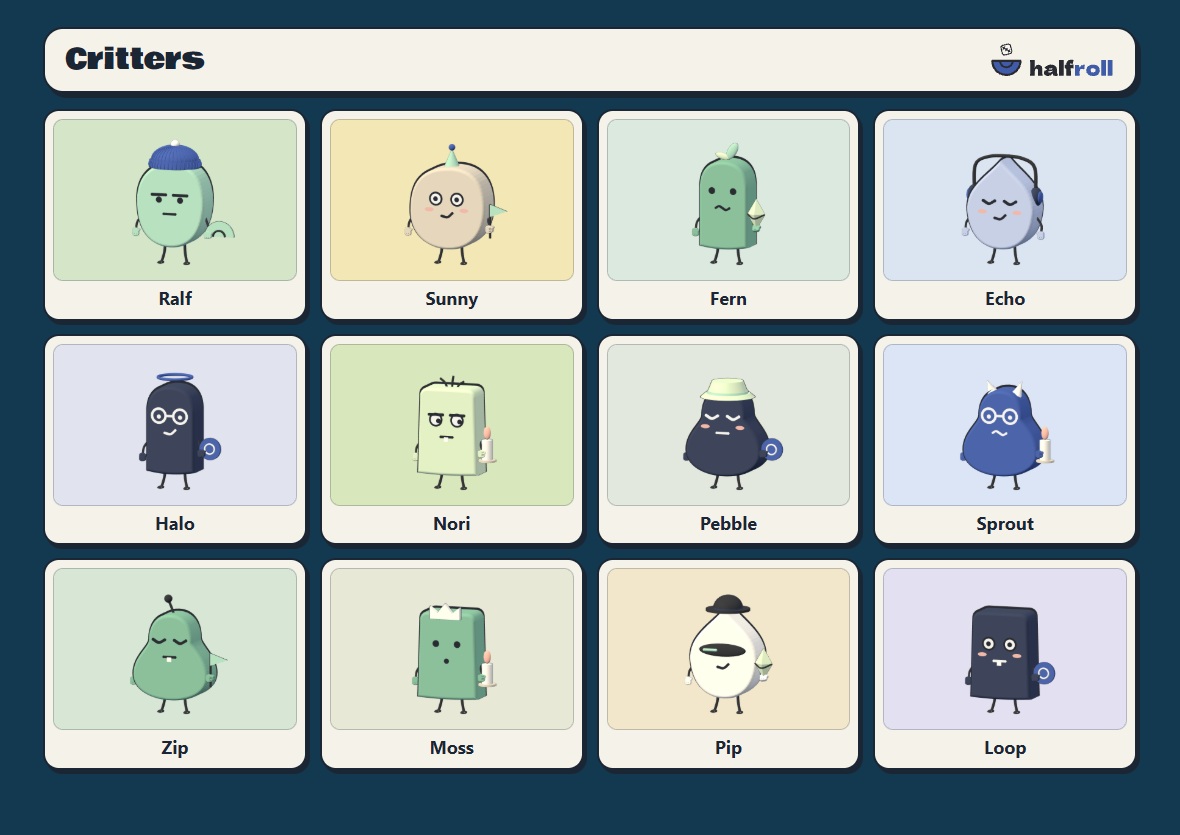 Critters
halfroll
Ralf
Sunny
Fern
Echo
Halo
Nori
Pebble
Sprout
Zip
Moss
Pip
Loop